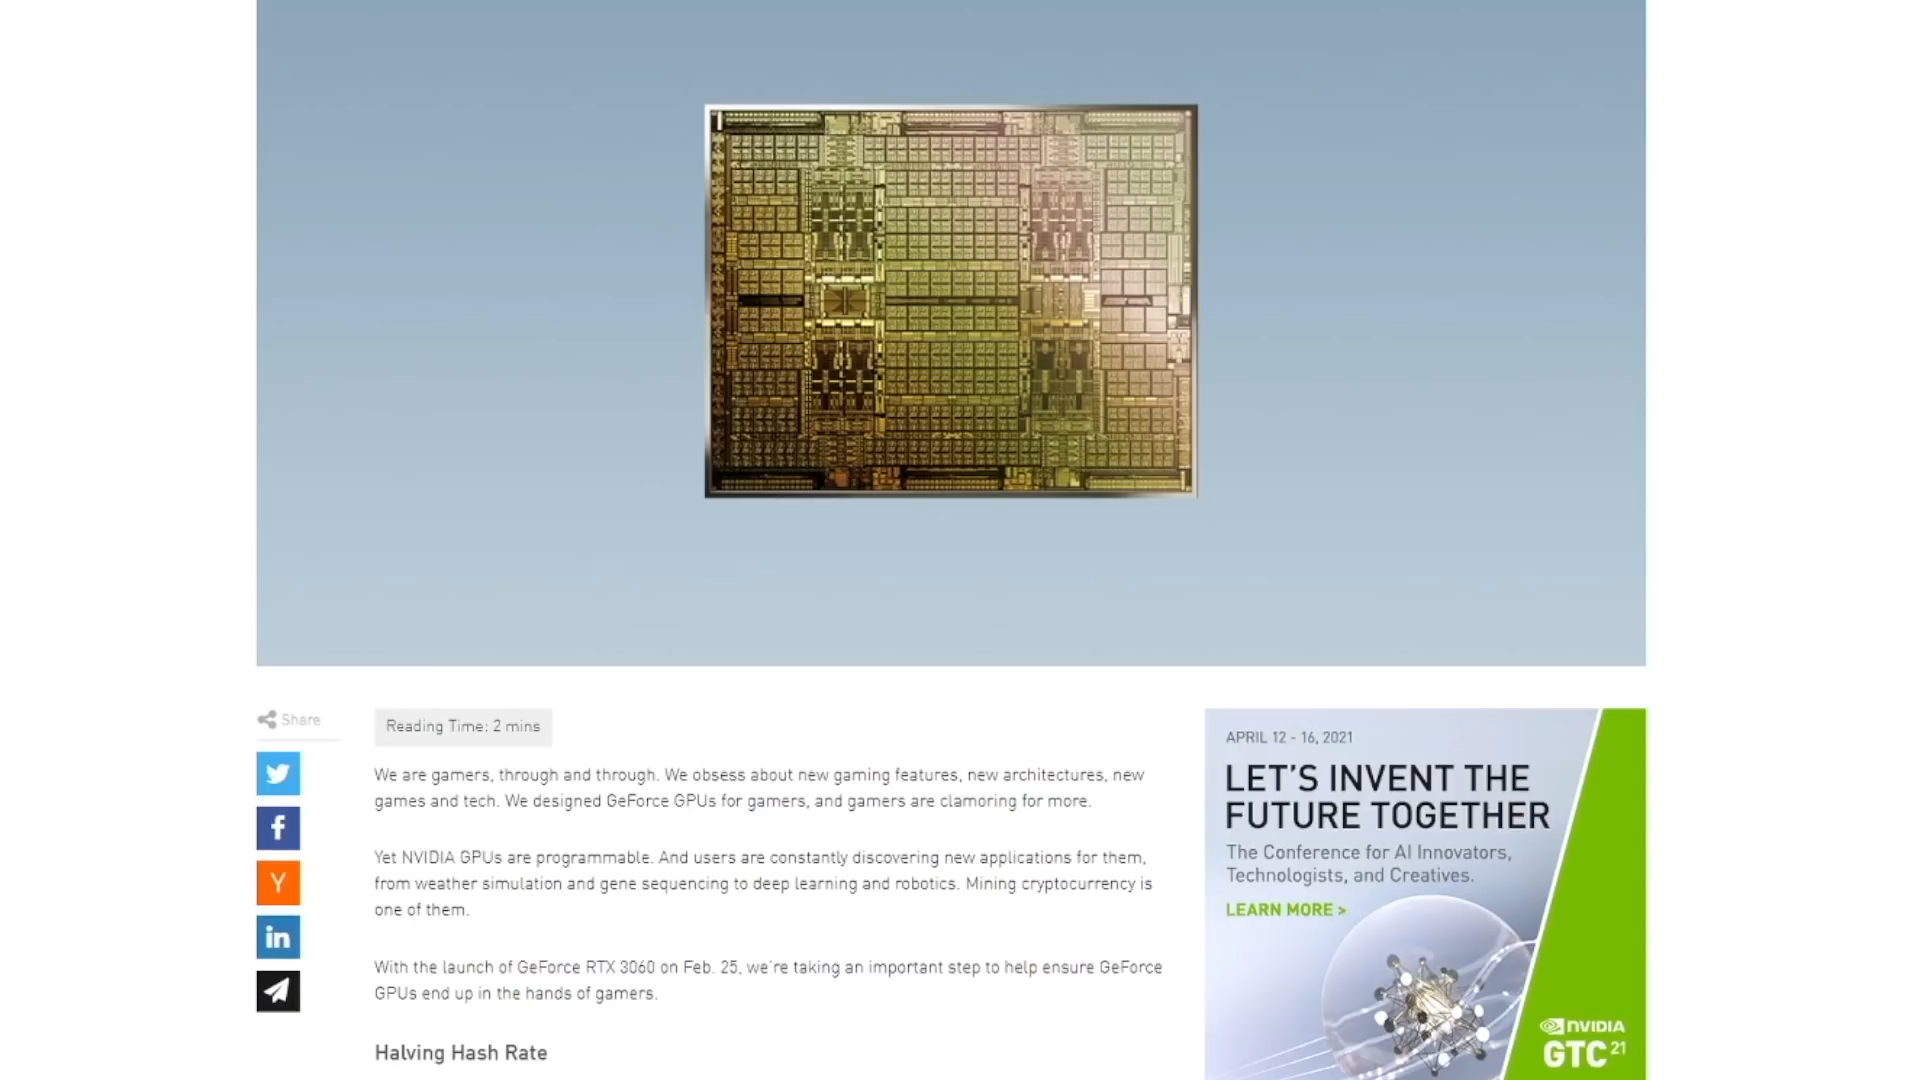 Share
Reading Time: 2 mins
We are gamers, through and through. We obsess about new gaming features, new architectures, new
games and tech. We designed GeForce GPUs for gamers, and gamers are clamoring for more.
Yet NVIDIA GPUs are programmable. And users are constantly discovering new applications for them,
from weather simulation and gene sequencing to deep learning and robotics. Mining cryptocurrency is
one of them.
With the launch of GeForce RTX 3060 on Feb. 25, we're taking an important step to help ensure GeForce
GPUs end up in the hands of gamers.
Halving Hash Rate
APRIL 12 - 16, 2021
LET'S INVENT THE
FUTURE TOGETHER
The Conference for AI Innovators,
Technologists, and Creatives.
LEARN MORE >
NVIDIA
GTC 21